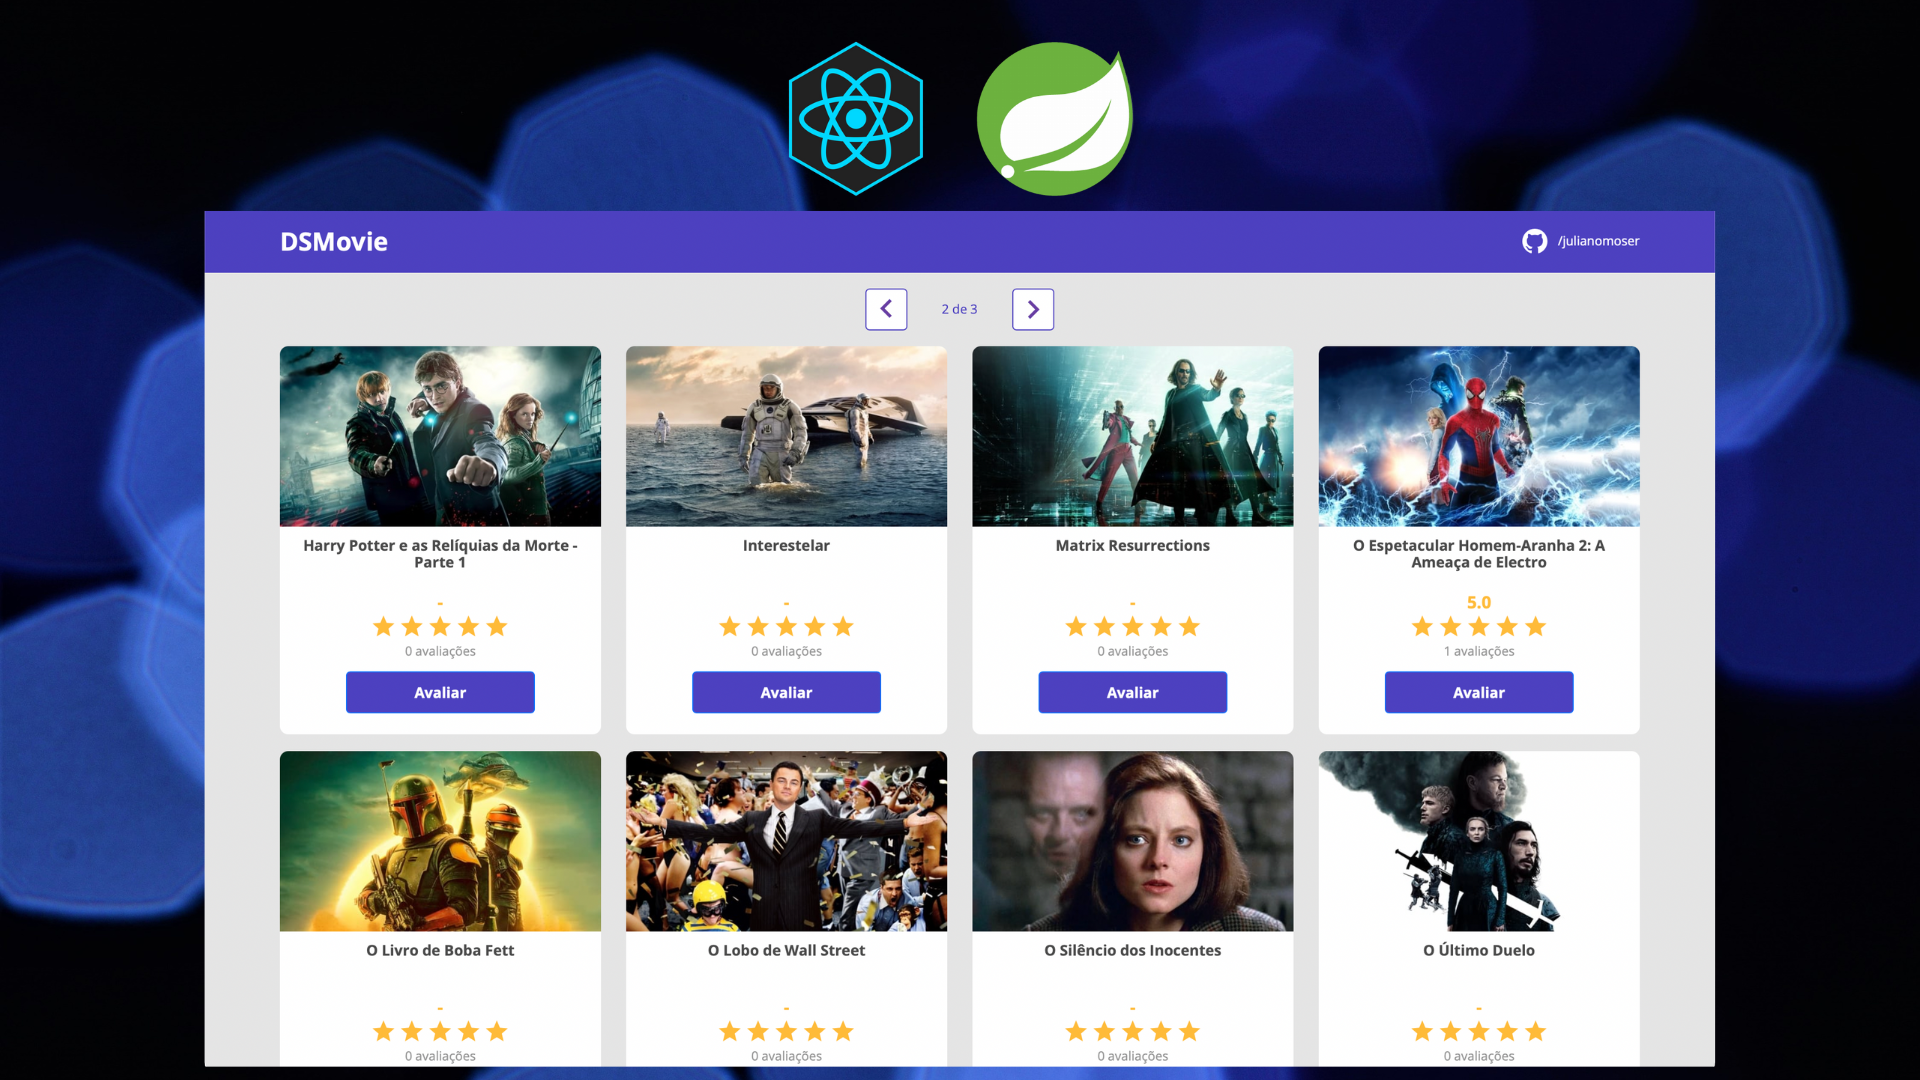 DSMovie
/julianomoser
2 de 3
Harry Potter e as Relíquias da Morte -
Parte 1
-
0 avaliações
Avaliar
Interestelar
-
0 avaliações
Avaliar
Matrix Resurrections
-
0 avaliações
Avaliar
O Espetacular Homem-Aranha 2: A
Ameaça de Electro
5.0
1 avaliações
Avaliar
O Livro de Boba Fett
-
0 avaliações
O Lobo de Wall Street
-
0 avaliações
O Silêncio dos Inocentes
-
0 avaliações
O Último Duelo
-
0 avaliações